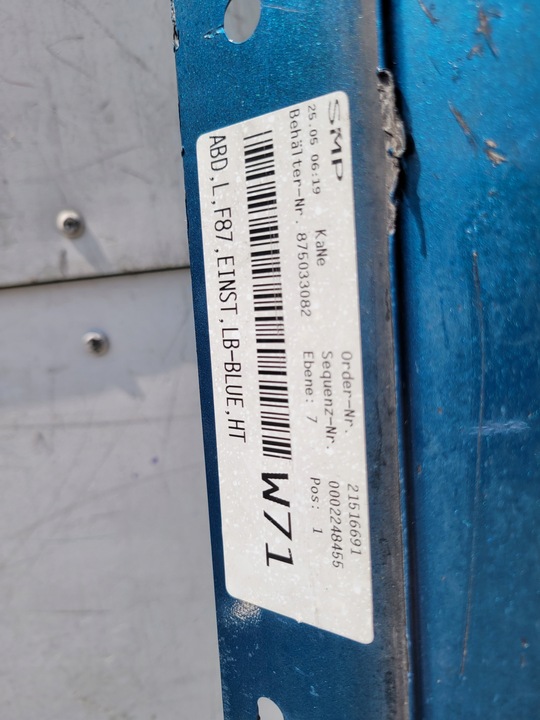 SMP
25.05 06:19 KaNe Order-Nr. 21516691
Behälter-Nr. 875033082 Sequenz-Nr. 0002248455
Ebene: 7 Pos: 1
W71
ABD,L,F87,EINST,LB-BLUE,HT